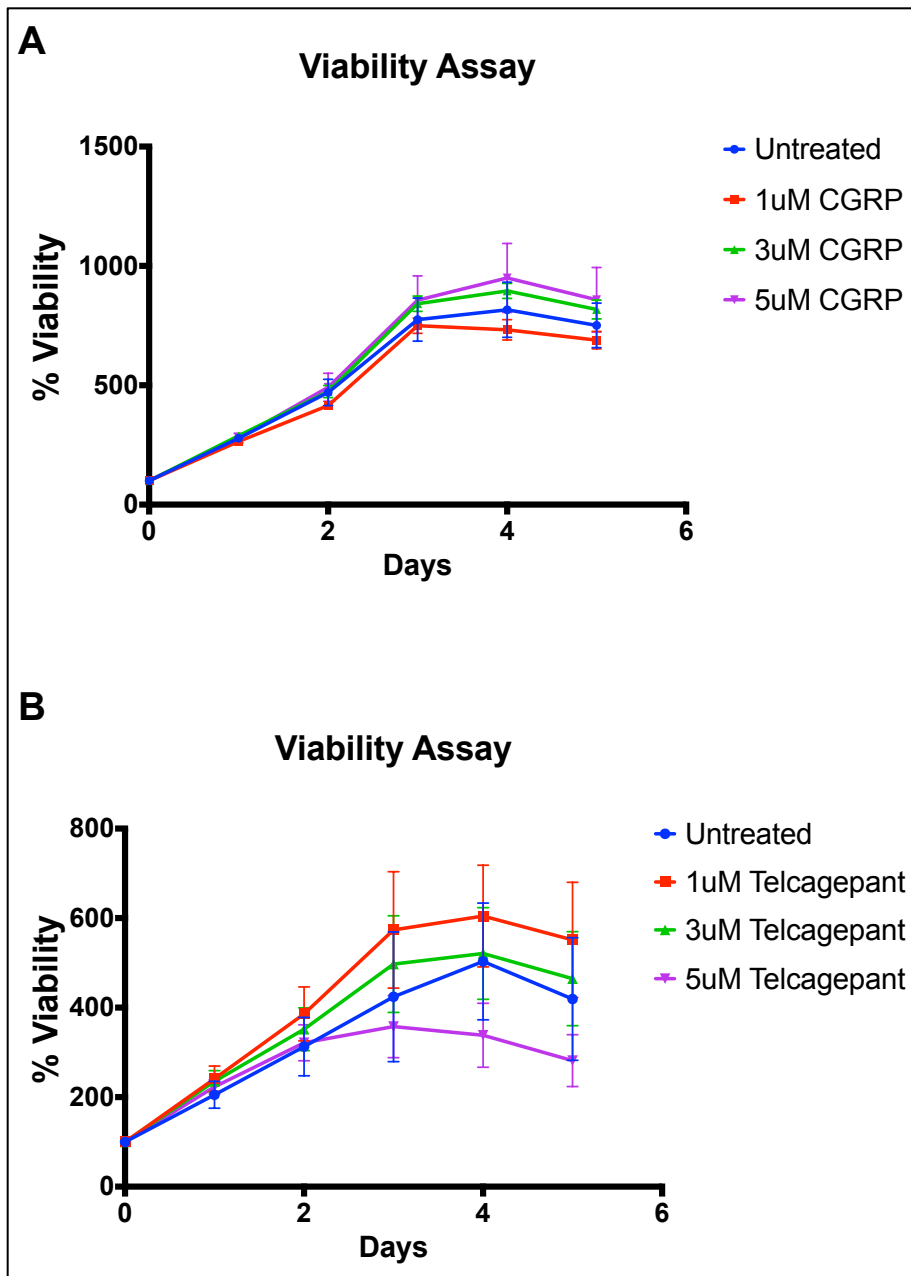 A
Viability Assay
% Viability
1500
1000
500
0
0 2 4 6
Days
Untreated
1uM CGRP
3uM CGRP
5uM CGRP
B
Viability Assay
% Viability
800
600
400
200
0
0 2 4 6
Days
Untreated
1uM Telcagepant
3uM Telcagepant
5uM Telcagepant